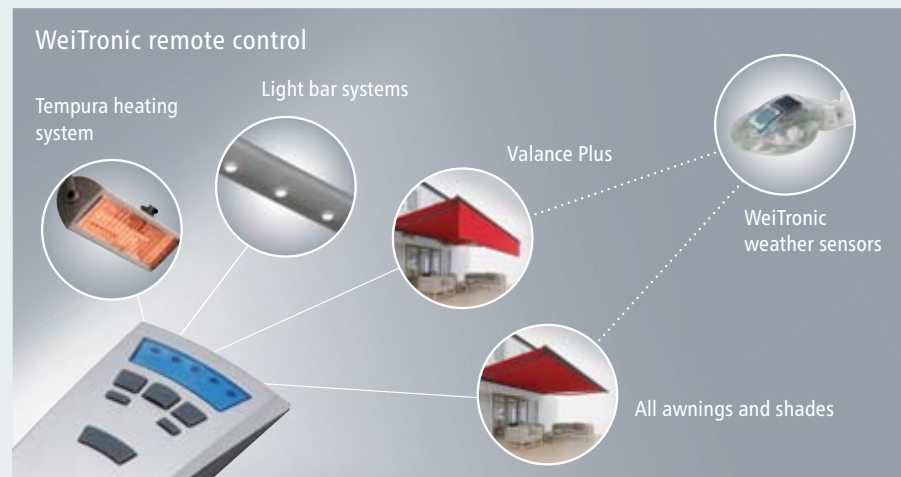 WeiTronic remote control
Tempura heating
system
Light bar systems
Valance Plus
WeiTronic
weather sensors
All awnings and shades